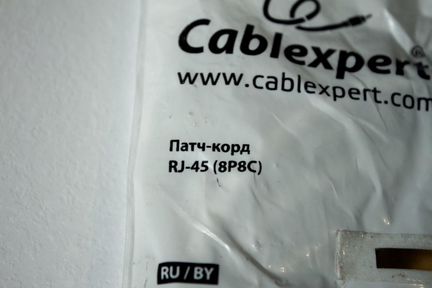 Cablexpert
www.cablexpert.com
Патч-корд
RJ-45 (8P8C)
RU / BY